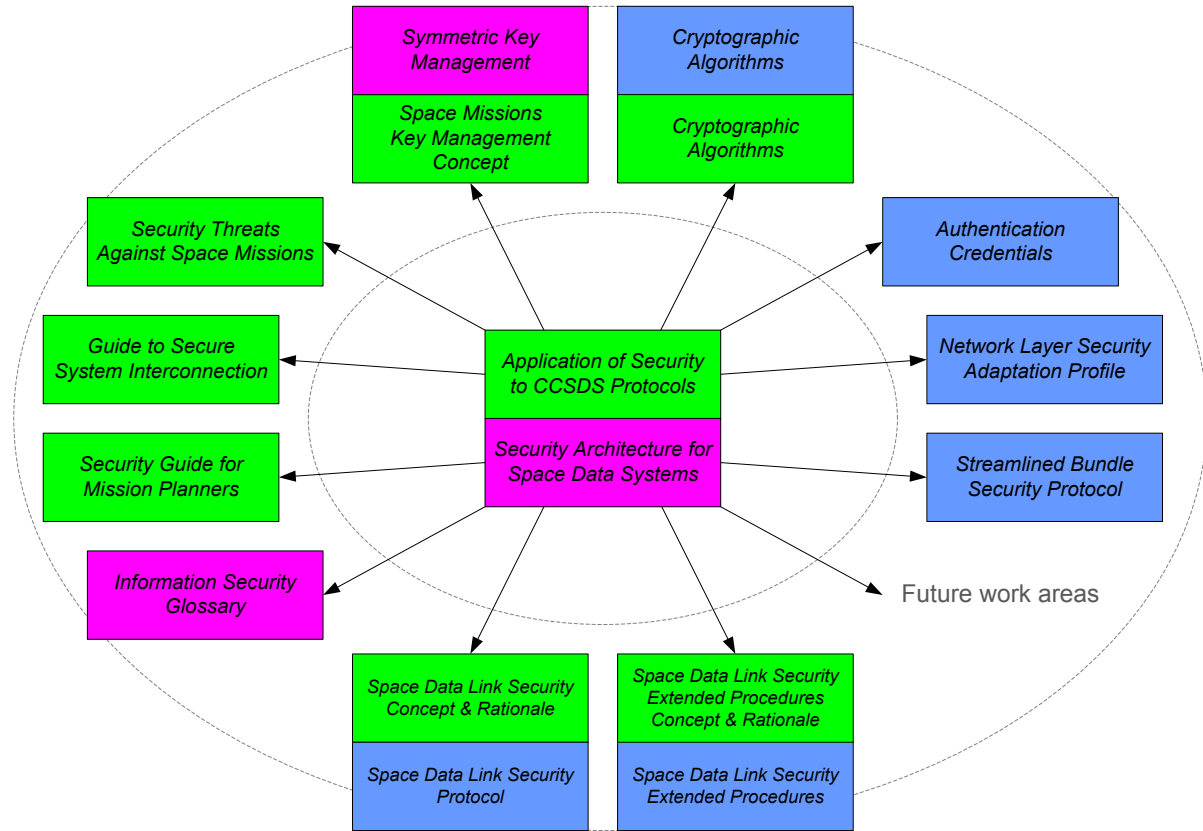 Symmetric Key
Management
Cryptographic
Algorithms
Space Missions
Key Management
Concept
Cryptographic
Algorithms
Security Threats
Against Space Missions
Authentication
Credentials
Guide to Secure
System Interconnection
Application of Security
to CCSDS Protocols
Network Layer Security
Adaptation Profile
Security Guide for
Mission Planners
Security Architecture for
Space Data Systems
Streamlined Bundle
Security Protocol
Information Security
Glossary
Future work areas
Space Data Link Security
Concept & Rationale
Space Data Link Security
Extended Procedures
Concept & Rationale
Space Data Link Security
Protocol
Space Data Link Security
Extended Procedures